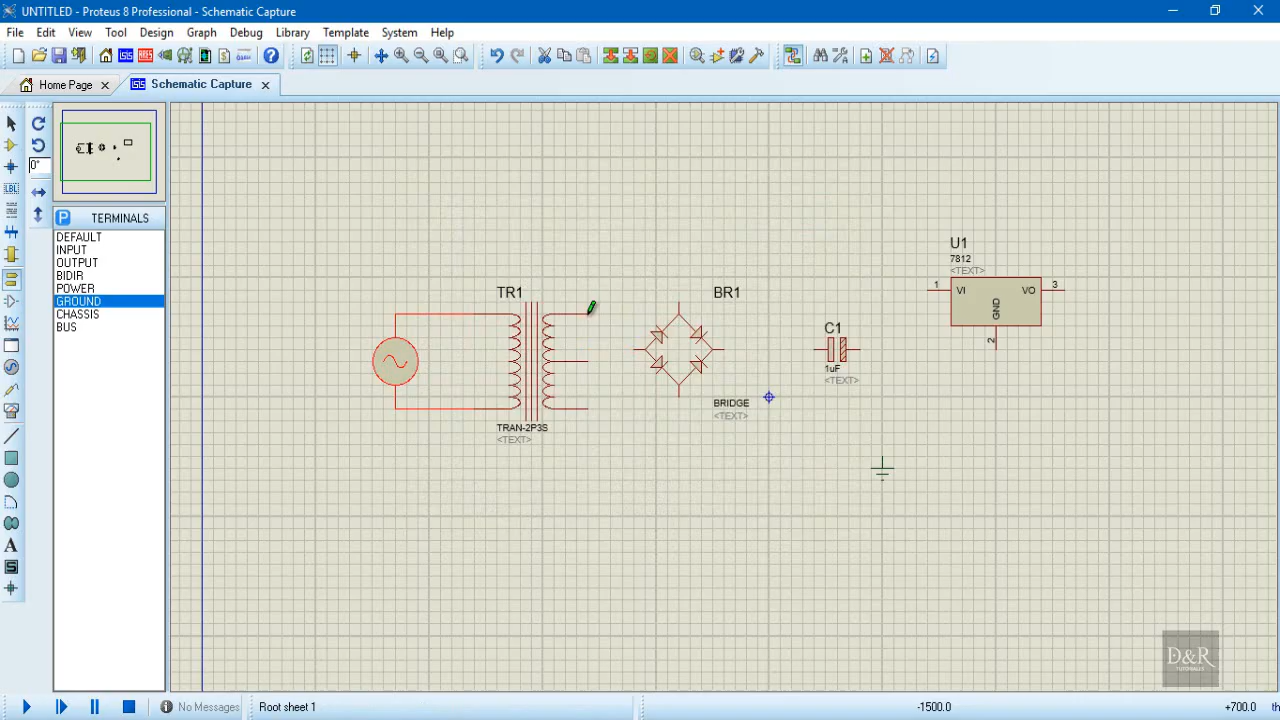 UNTITLED - Proteus 8 Professional - Schematic Capture
File Edit View Tool Graph Design Debug Library Template System Help
Home Page
Schematic Capture
0°
LBL
P TERMINALS
DEFAULT
INPUT
OUTPUT
BIDIR
POWER
GROUND
CHASSIS
BUS
A
S
U1
7812
<TEXT>
1 VI VO 3
GND
2
TR1
BR1
C1
1uF
<TEXT>
BRIDGE
<TEXT>
TRAN-2P3S
<TEXT>
D&R
TUTORIALES
No Messages
Root sheet 1
-1500.0
+700.0
th